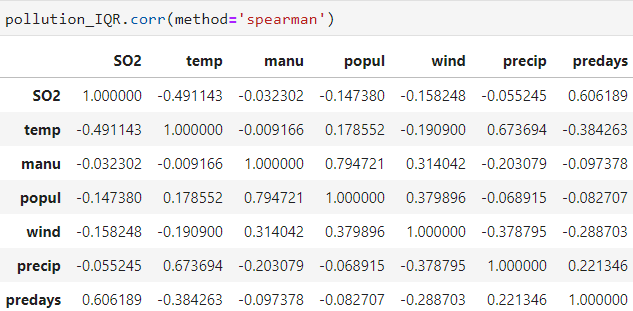 pollution_IQR.corr(method='spearman')
SO2 temp manu popul wind precip predays
SO2 1.000000 -0.491143 -0.032302 -0.147380 -0.158248 -0.055245 0.606189
temp -0.491143 1.000000 -0.009166 0.178552 -0.190900 0.673694 -0.384263
manu -0.032302 -0.009166 1.000000 0.794721 0.314042 -0.203079 -0.097378
popul -0.147380 0.178552 0.794721 1.000000 0.379896 -0.068915 -0.082707
wind -0.158248 -0.190900 0.314042 0.379896 1.000000 -0.378795 -0.288703
precip -0.055245 0.673694 -0.203079 -0.068915 -0.378795 1.000000 0.221346
predays 0.606189 -0.384263 -0.097378 -0.082707 -0.288703 0.221346 1.000000